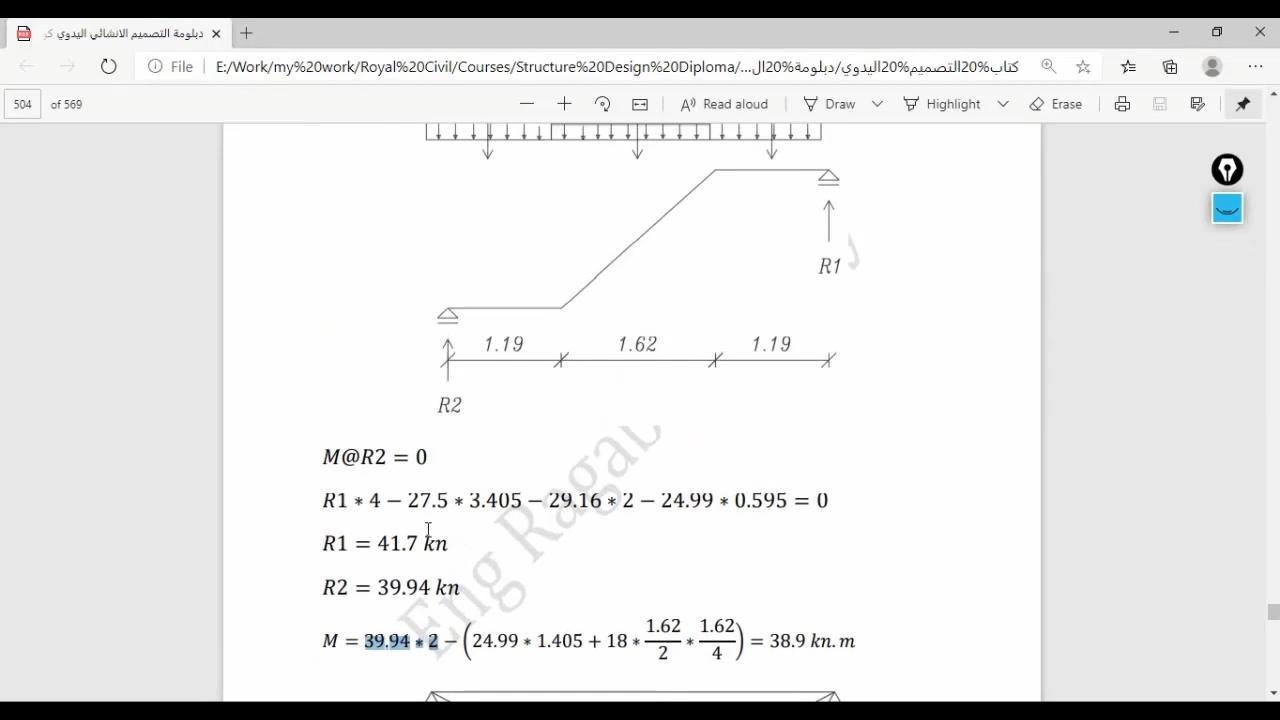 دبلومة التصميم الانشائي اليدوي كو
File E:/Work/my%20work/Royal%20Civil/Courses/Structure%20Design%20Diploma/...كتاب%20التصميم%20اليدوي/دبلومة%20ال
504 of 569 Read aloud Draw Highlight Erase
R1
1.19 1.62 1.19
R2
M@R2 = 0
R1 ∗ 4 − 27.5 ∗ 3.405 − 29.16 ∗ 2 − 24.99 ∗ 0.595 = 0
R1 = 41.7 kn
R2 = 39.94 kn
M = 39.94 ∗ 2 − (24.99 ∗ 1.405 + 18 ∗ 1.62/2 ∗ 1.62/4) = 38.9 kn.m
Eng Ragab